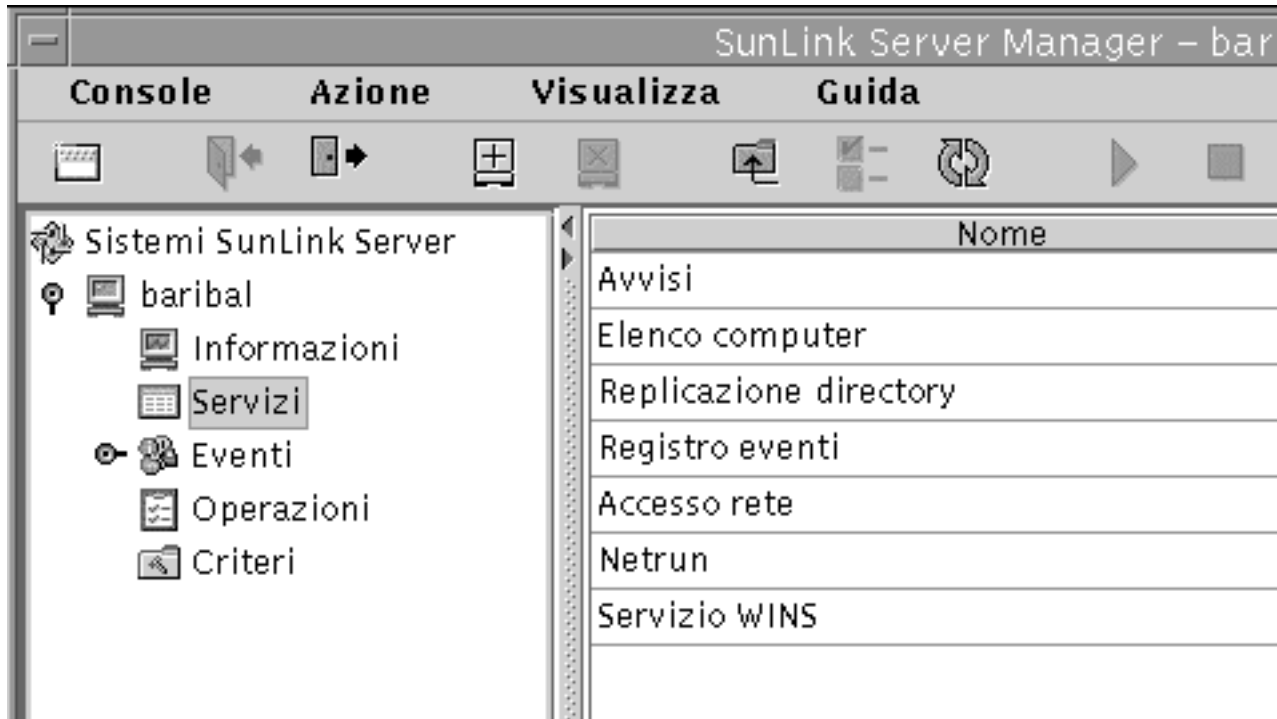 SunLink Server Manager – bar
Console Azione Visualizza Guida
Sistemi SunLink Server
baribal
Informazioni
Servizi
Eventi
Operazioni
Criteri
Nome
Avvisi
Elenco computer
Replicazione directory
Registro eventi
Accesso rete
Netrun
Servizio WINS